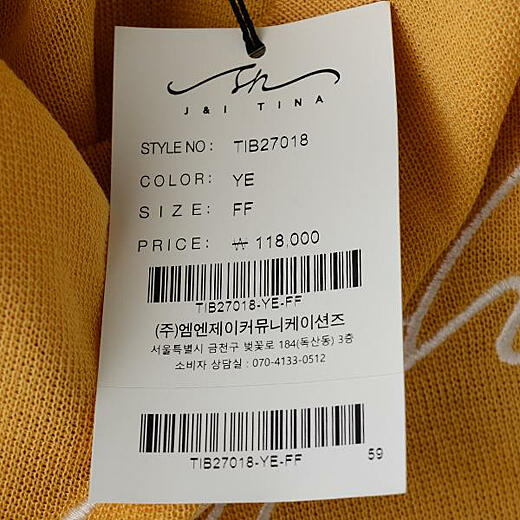 J & I TINA
STYLE NO : TIB27018
COLOR: YE
SIZE: FF
PRICE: ₩ 118,000
TIB27018-YE-FF
(주)엠엔제이커뮤니케이션즈
서울특별시 금천구 벚꽃로 184(독산동) 3층
소비자 상담실 : 070-4133-0512
TIB27018-YE-FF 59